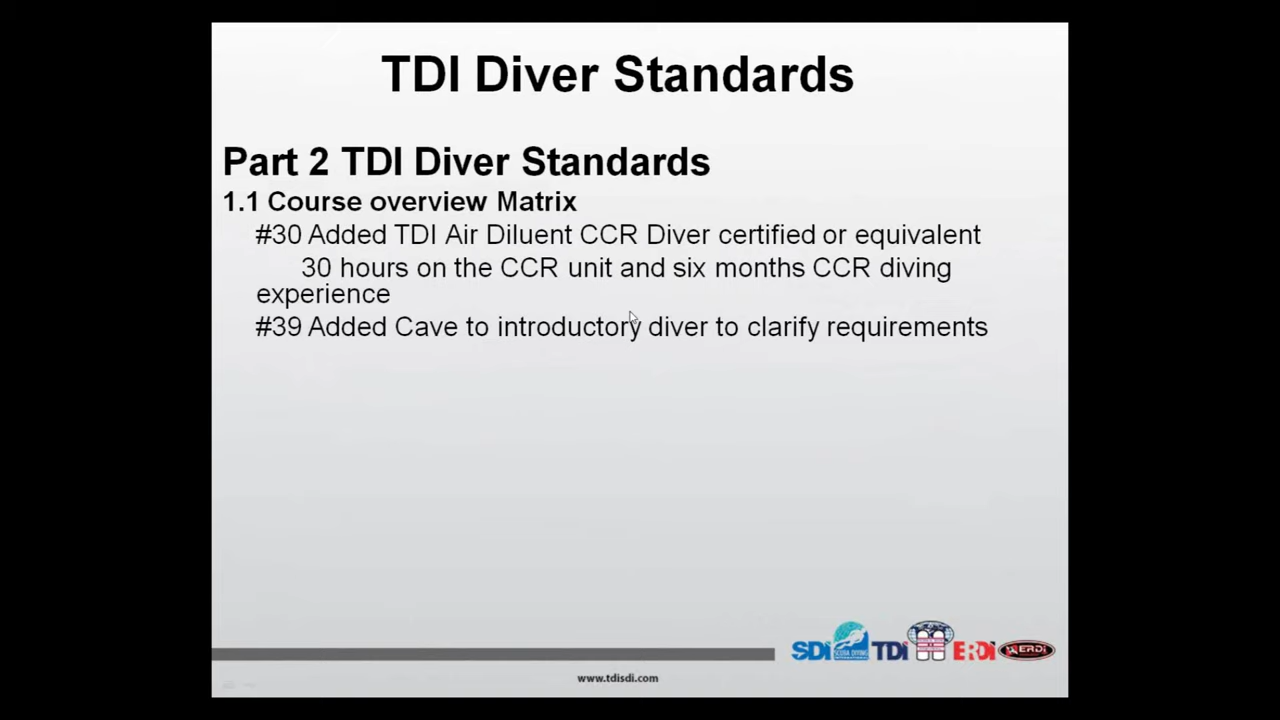 TDI Diver Standards
Part 2 TDI Diver Standards
1.1 Course overview Matrix
#30 Added TDI Air Diluent CCR Diver certified or equivalent
30 hours on the CCR unit and six months CCR diving
experience
#39 Added Cave to introductory diver to clarify requirements
SDI TDI ERDI ERDI
www.tdisdi.com